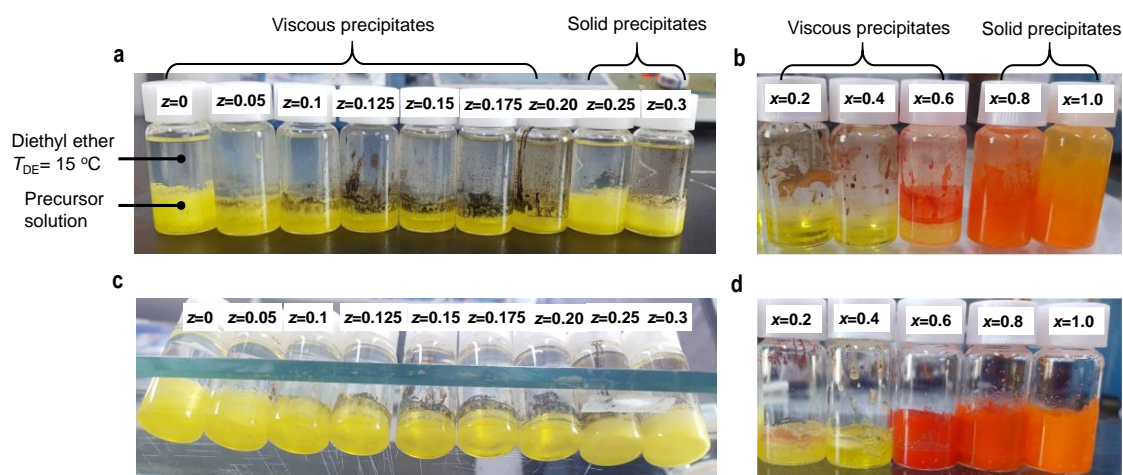 Viscous precipitates
Solid precipitates
a
z=0
z=0.05
z=0.1
z=0.125
z=0.15
z=0.175
z=0.20
z=0.25
z=0.3
Diethyl ether
T_DE= 15 ºC
Precursor
solution
Viscous precipitates
Solid precipitates
b
x=0.2
x=0.4
x=0.6
x=0.8
x=1.0
c
z=0
z=0.05
z=0.1
z=0.125
z=0.15
z=0.175
z=0.20
z=0.25
z=0.3
d
x=0.2
x=0.4
x=0.6
x=0.8
x=1.0